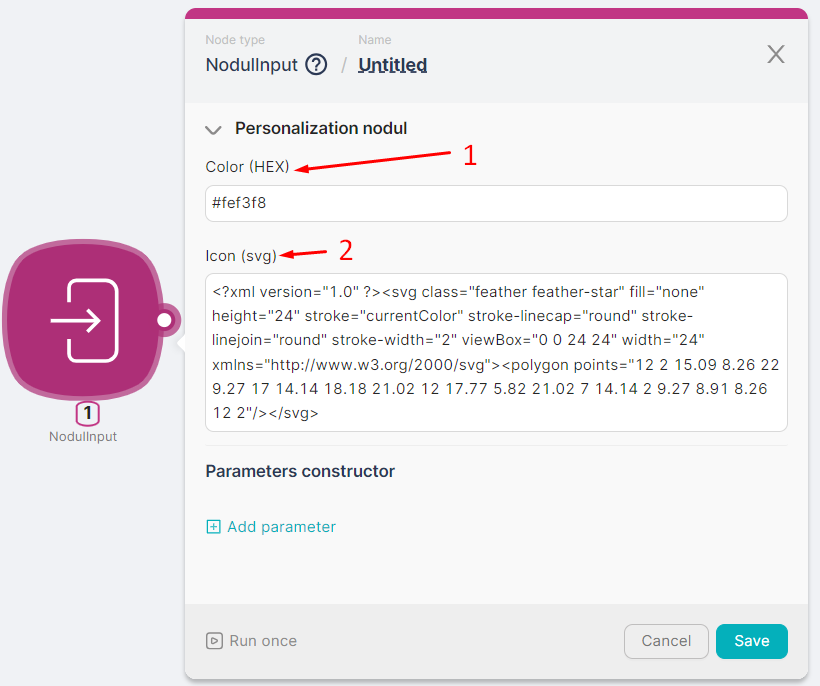 Node type
Name
NodulInput
/
Untitled
Personalization nodul
Color (HEX)
1
#fef3f8
Icon (svg)
2
<?xml version="1.0" ?><svg class="feather feather-star" fill="none"
height="24" stroke="currentColor" stroke-linecap="round" stroke-
linejoin="round" stroke-width="2" viewBox="0 0 24 24" width="24"
xmlns="http://www.w3.org/2000/svg"><polygon points="12 2 15.09 8.26 22
9.27 17 14.14 18.18 21.02 12 17.77 5.82 21.02 7 14.14 2 9.27 8.91 8.26
12 2"/></svg>
1
NodulInput
Parameters constructor
Add parameter
Run once
Cancel
Save